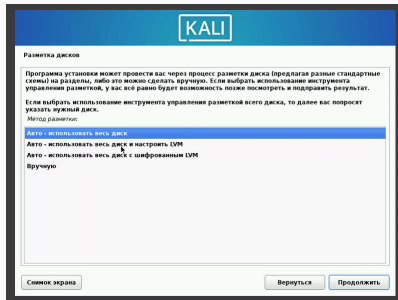 KALI
Разметка дисков
Программа установки может провести вас через процесс разметки диска (предлагая разные стандартные
схемы) на разделы, либо это можно сделать вручную. Если выбрать использование инструмента
управления разметкой, у вас всё равно будет возможность позже посмотреть и подправить результат.
Если выбрать использование инструмента управления разметкой всего диска, то далее вас попросят
указать нужный диск.
Метод разметки:
Авто - использовать весь диск
Авто - использовать весь диск и настроить LVM
Авто - использовать весь диск с шифрованным LVM
Вручную
Снимок экрана
Вернуться
Продолжить